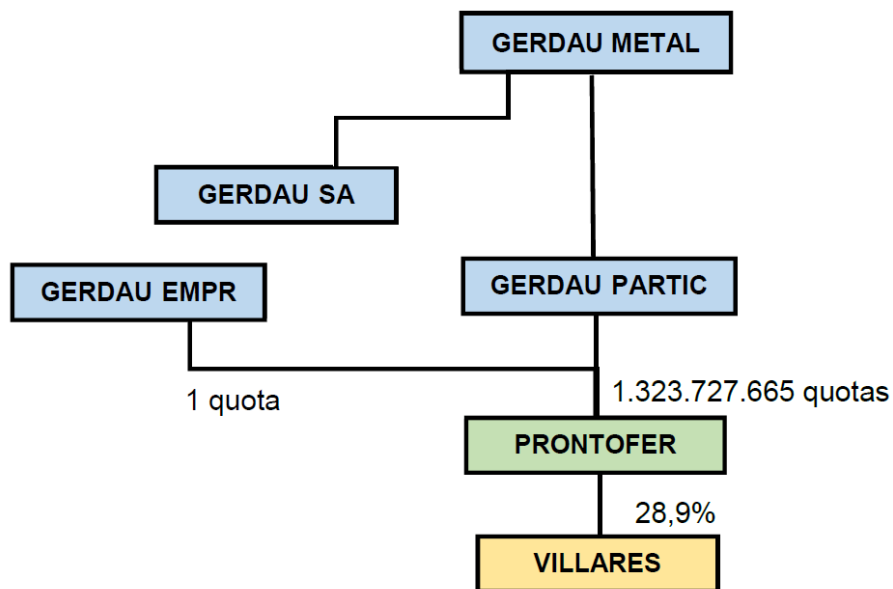 GERDAU METAL
GERDAU SA
GERDAU EMPR
GERDAU PARTIC
1 quota
1.323.727.665 quotas
PRONTOFER
28,9%
VILLARES